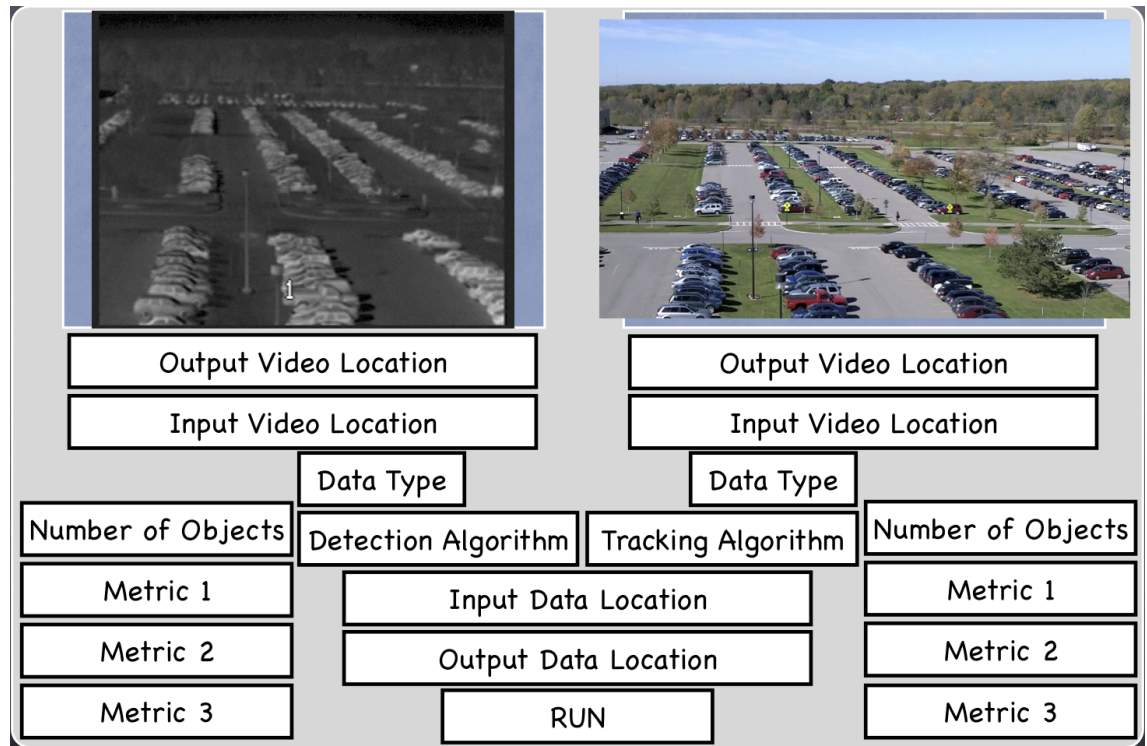 1
Output Video Location
Output Video Location
Input Video Location
Input Video Location
Data Type
Data Type
Number of Objects
Detection Algorithm
Tracking Algorithm
Number of Objects
Metric 1
Input Data Location
Metric 1
Metric 2
Output Data Location
Metric 2
Metric 3
RUN
Metric 3